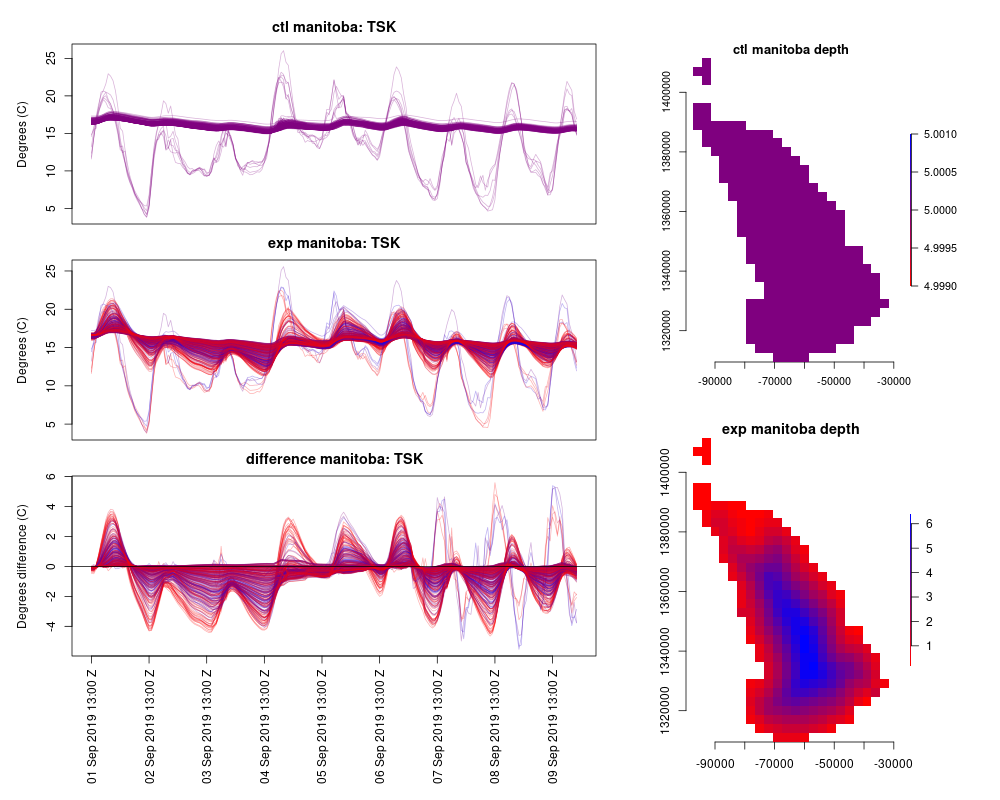 ctl manitoba: TSK
Degrees (C)
25
20
15
10
5
exp manitoba: TSK
Degrees (C)
25
20
15
10
5
difference manitoba: TSK
Degrees difference (C)
6
4
2
0
-2
-4
01 Sep 2019 13:00 Z
02 Sep 2019 13:00 Z
03 Sep 2019 13:00 Z
04 Sep 2019 13:00 Z
05 Sep 2019 13:00 Z
06 Sep 2019 13:00 Z
07 Sep 2019 13:00 Z
08 Sep 2019 13:00 Z
09 Sep 2019 13:00 Z
ctl manitoba depth
1400000
1380000
1360000
1340000
1320000
-90000
-70000
-50000
-30000
5.0010
5.0005
5.0000
4.9995
4.9990
exp manitoba depth
1400000
1380000
1360000
1340000
1320000
-90000
-70000
-50000
-30000
6
5
4
3
2
1